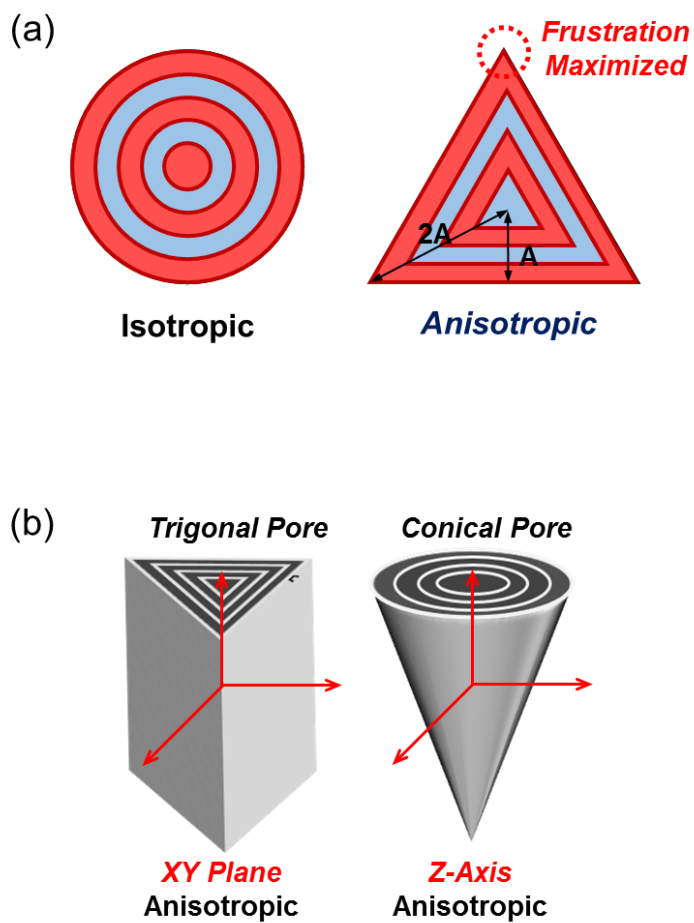 (a)
Frustration
Maximized
2A
A
Isotropic
Anisotropic
(b)
Trigonal Pore
Conical Pore
XY Plane
Anisotropic
Z-Axis
Anisotropic